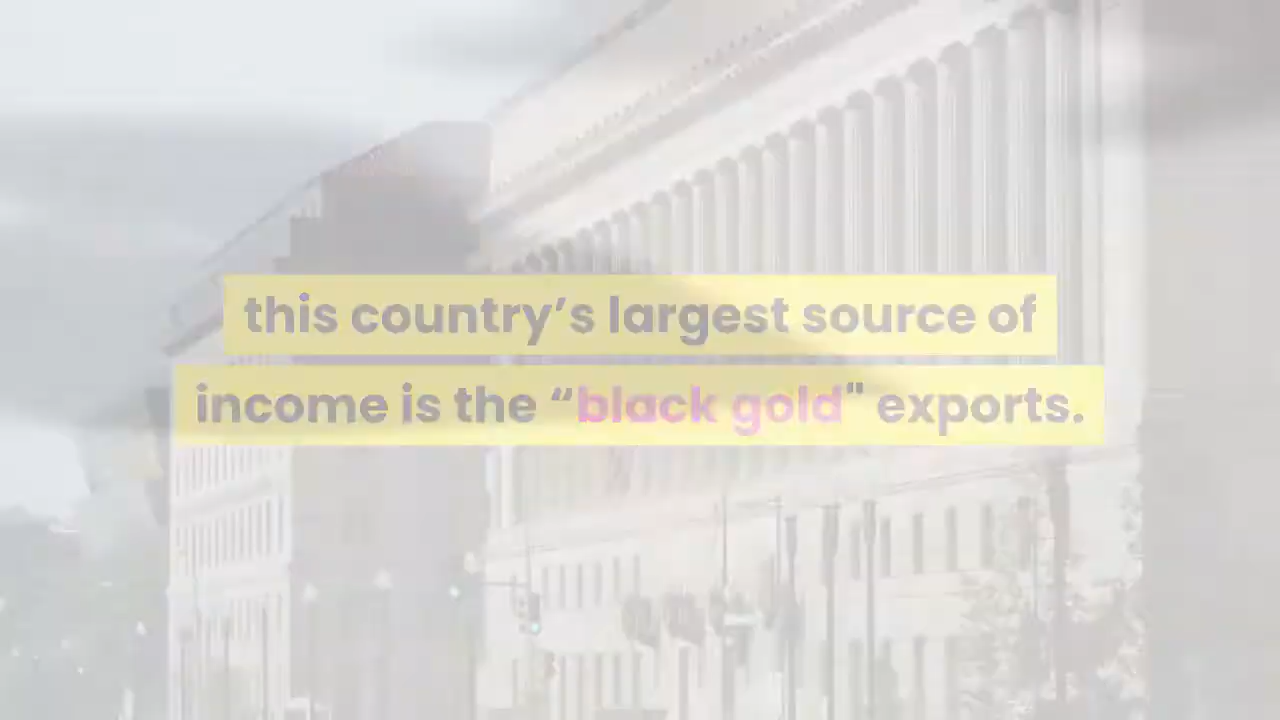 this country’s largest source of
income is the “black gold" exports.